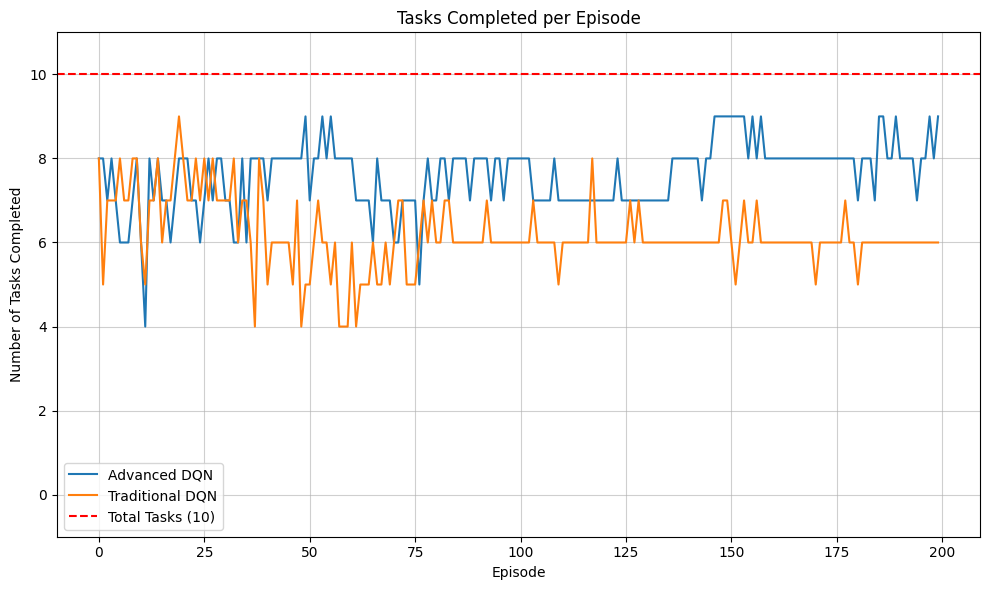 Tasks Completed per Episode
Number of Tasks Completed
10
8
6
4
2
0
Advanced DQN
Traditional DQN
Total Tasks (10)
0 25 50 75 100 125 150 175 200
Episode